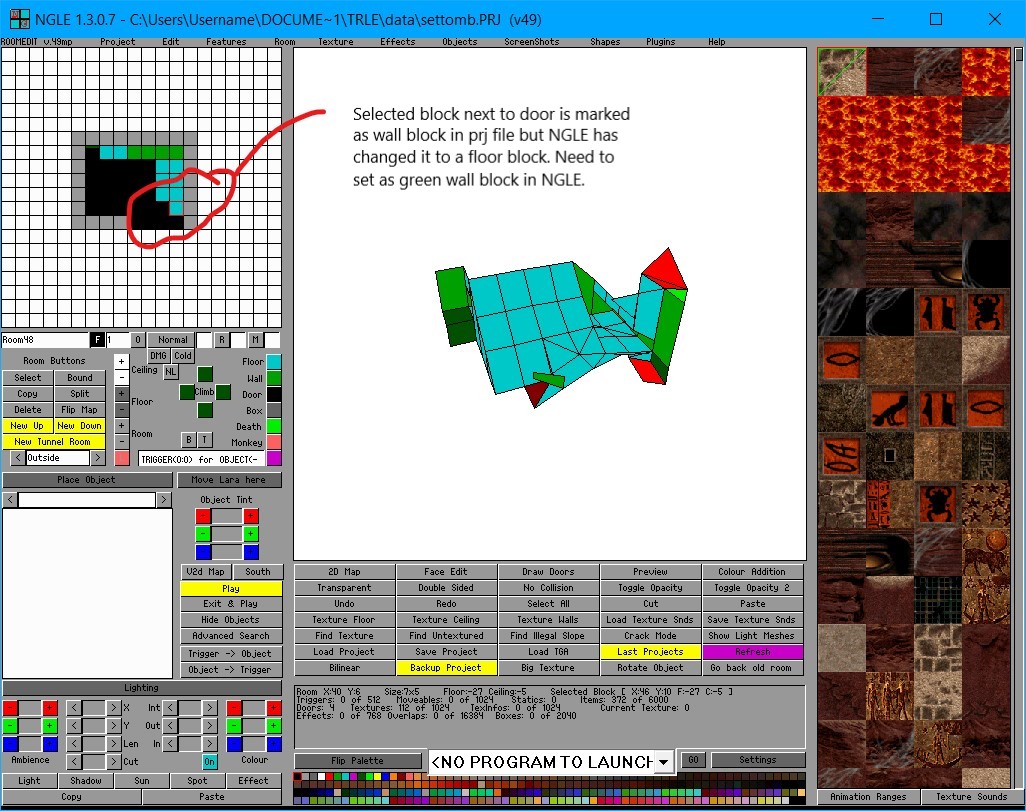 NGLE 1.3.0.7 - C:\Users\Username\DOCUME~1\TRLE\data\settomb.PRJ (v49)
ROOMEDIT v.49mp Project Edit Features Room Texture Effects Objects ScreenShots Shapes Plugins Help
Selected block next to door is marked
as wall block in prj file but NGLE has
changed it to a floor block. Need to
set as green wall block in NGLE.
Room48 F 1 0 Normal R M
DMG Cold
Room Buttons + Ceiling NL Floor
Select Bound - Wall
Copy Split + Climb Door
Delete Flip Map - Floor Box
New Up New Down + Death
New Tunnel Room - Room B T Monkey
< Outside > TRIGGER(0:0) for OBJECT(-
Place Object Move Lara here
< > Object Tint
- +
- +
- +
V2d Map South
Play
Exit & Play
Hide Objects
Advanced Search
Trigger -> Object
Object -> Trigger
2D Map Face Edit Draw Doors Preview Colour Addition
Transparent Double Sided No Collision Toggle Opacity Toggle Opacity 2
Undo Redo Select All Cut Paste
Texture Floor Texture Ceiling Texture Walls Load Texture Snds Save Texture Snds
Find Texture Find Untextured Find Illegal Slope Crack Mode Show Light Meshes
Load Project Save Project Load TGA Last Projects Refresh
Bilinear Backup Project Big Texture Rotate Object Go back old room
Lighting
- + < > X Int < > - +
- + < > Y Out < > - +
- + < > Len In < > - +
Ambience < > Cut On Colour
Light Shadow Sun Spot Effect
Copy Paste
Room X:40 Y:6 Size:7x5 Floor:-27 Ceiling:-5 Selected Block [ X:46 Y:10 F:-27 C:-5 ]
Triggers: 0 of 512 Moveables: 0 of 1024 Statics: 0 Items: 372 of 6000
Doors: 4 Textures: 112 of 1024 TexInfos: 0 of 1024 Current Texture: 0
Effects: 0 of 768 Overlaps: 0 of 16384 Boxes: 0 of 2040
Flip Palette <NO PROGRAM TO LAUNCH GO Settings
Animation Ranges Texture Sounds